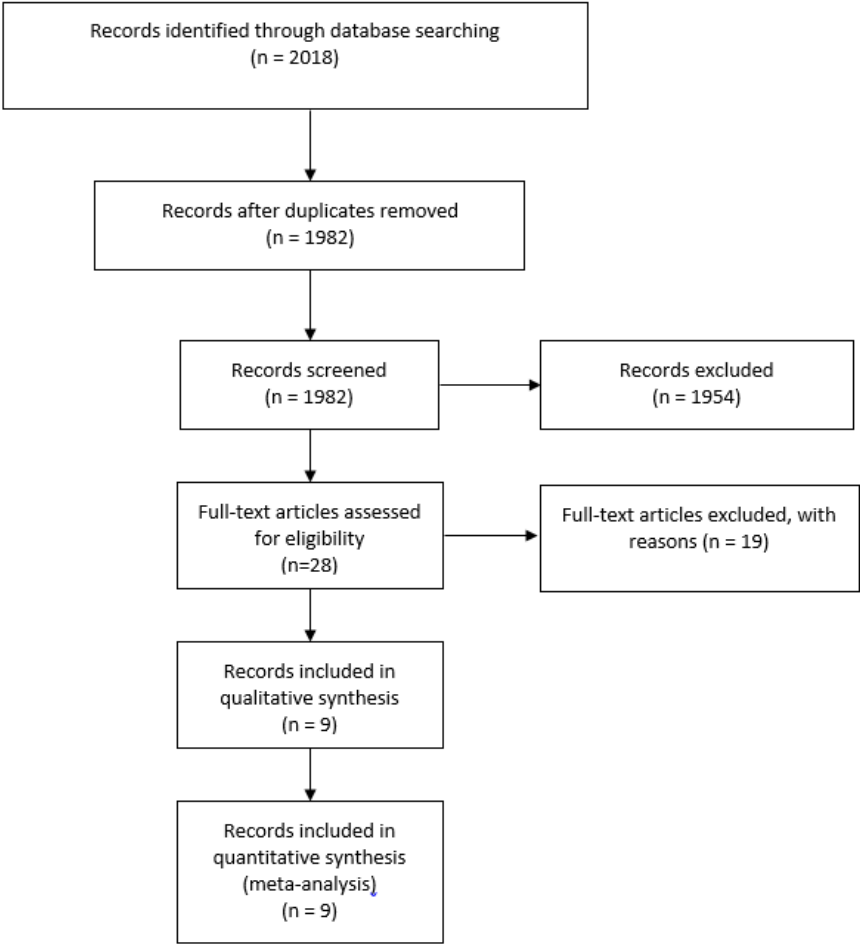 Records identified through database searching
(n = 2018)
Records after duplicates removed
(n = 1982)
Records screened
(n = 1982)
Records excluded
(n = 1954)
Full-text articles assessed
for eligibility
(n=28)
Full-text articles excluded, with
reasons (n = 19)
Records included in
qualitative synthesis
(n = 9)
Records included in
quantitative synthesis
(meta-analysis)
(n = 9)